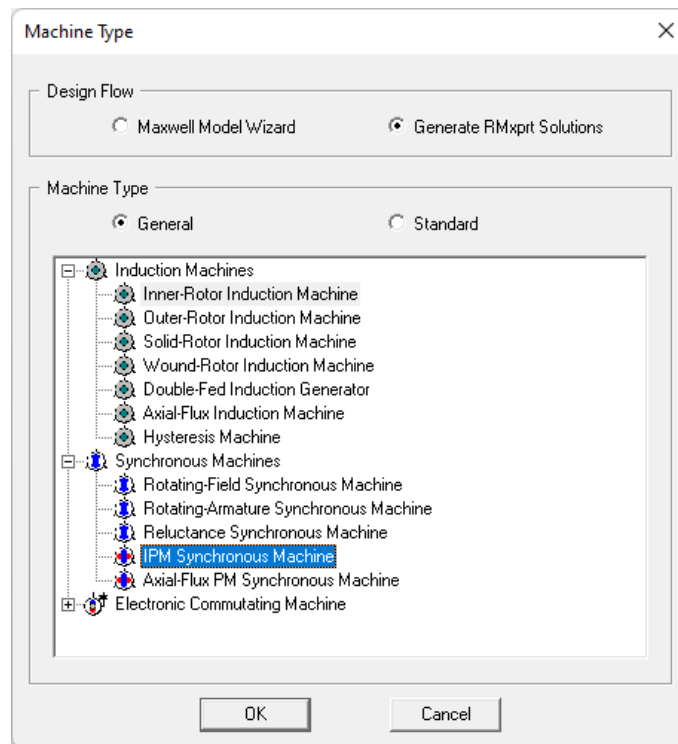 Machine Type
Design Flow
Maxwell Model Wizard Generate RMxprt Solutions
Machine Type
General Standard
Induction Machines
Inner-Rotor Induction Machine
Outer-Rotor Induction Machine
Solid-Rotor Induction Machine
Wound-Rotor Induction Machine
Double-Fed Induction Generator
Axial-Flux Induction Machine
Hysteresis Machine
Synchronous Machines
Rotating-Field Synchronous Machine
Rotating-Armature Synchronous Machine
Reluctance Synchronous Machine
IPM Synchronous Machine
Axial-Flux PM Synchronous Machine
Electronic Commutating Machine
OK Cancel